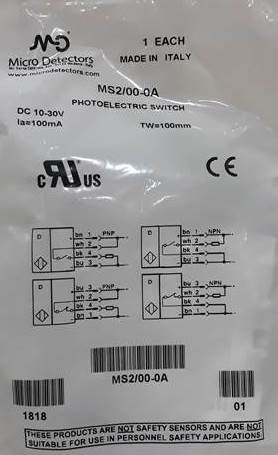 MD
Micro Detectors
www.microdetectors.com
1 EACH
MADE IN ITALY
MS2/00-0A
PHOTOELECTRIC SWITCH
DC 10-30V
Ia=100mA
TW=100mm
c RU US
CE
D
+
bn 1 PNP
wh 2
bk 4
bu 3
-
D
+
bn 1 NPN
wh 2
bk 4
bu 3
-
D
bu 3 PNP
wh 2
bk 4
bn 1
D
bu 3 NPN
wh 2
bk 4
bn 1
MS2/00-0A
1818
01
THESE PRODUCTS ARE NOT SAFETY SENSORS AND ARE NOT
SUITABLE FOR USE IN PERSONNEL SAFETY APPLICATIONS